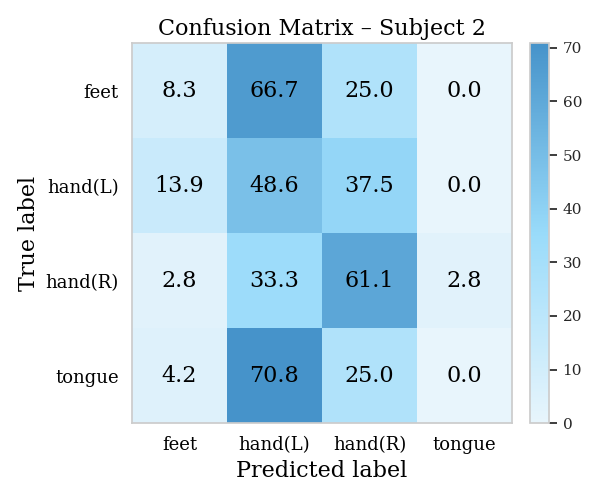 Confusion Matrix – Subject 2
True label
feet 8.3 66.7 25.0 0.0
hand(L) 13.9 48.6 37.5 0.0
hand(R) 2.8 33.3 61.1 2.8
tongue 4.2 70.8 25.0 0.0
feet hand(L) hand(R) tongue
Predicted label
70
60
50
40
30
20
10
0